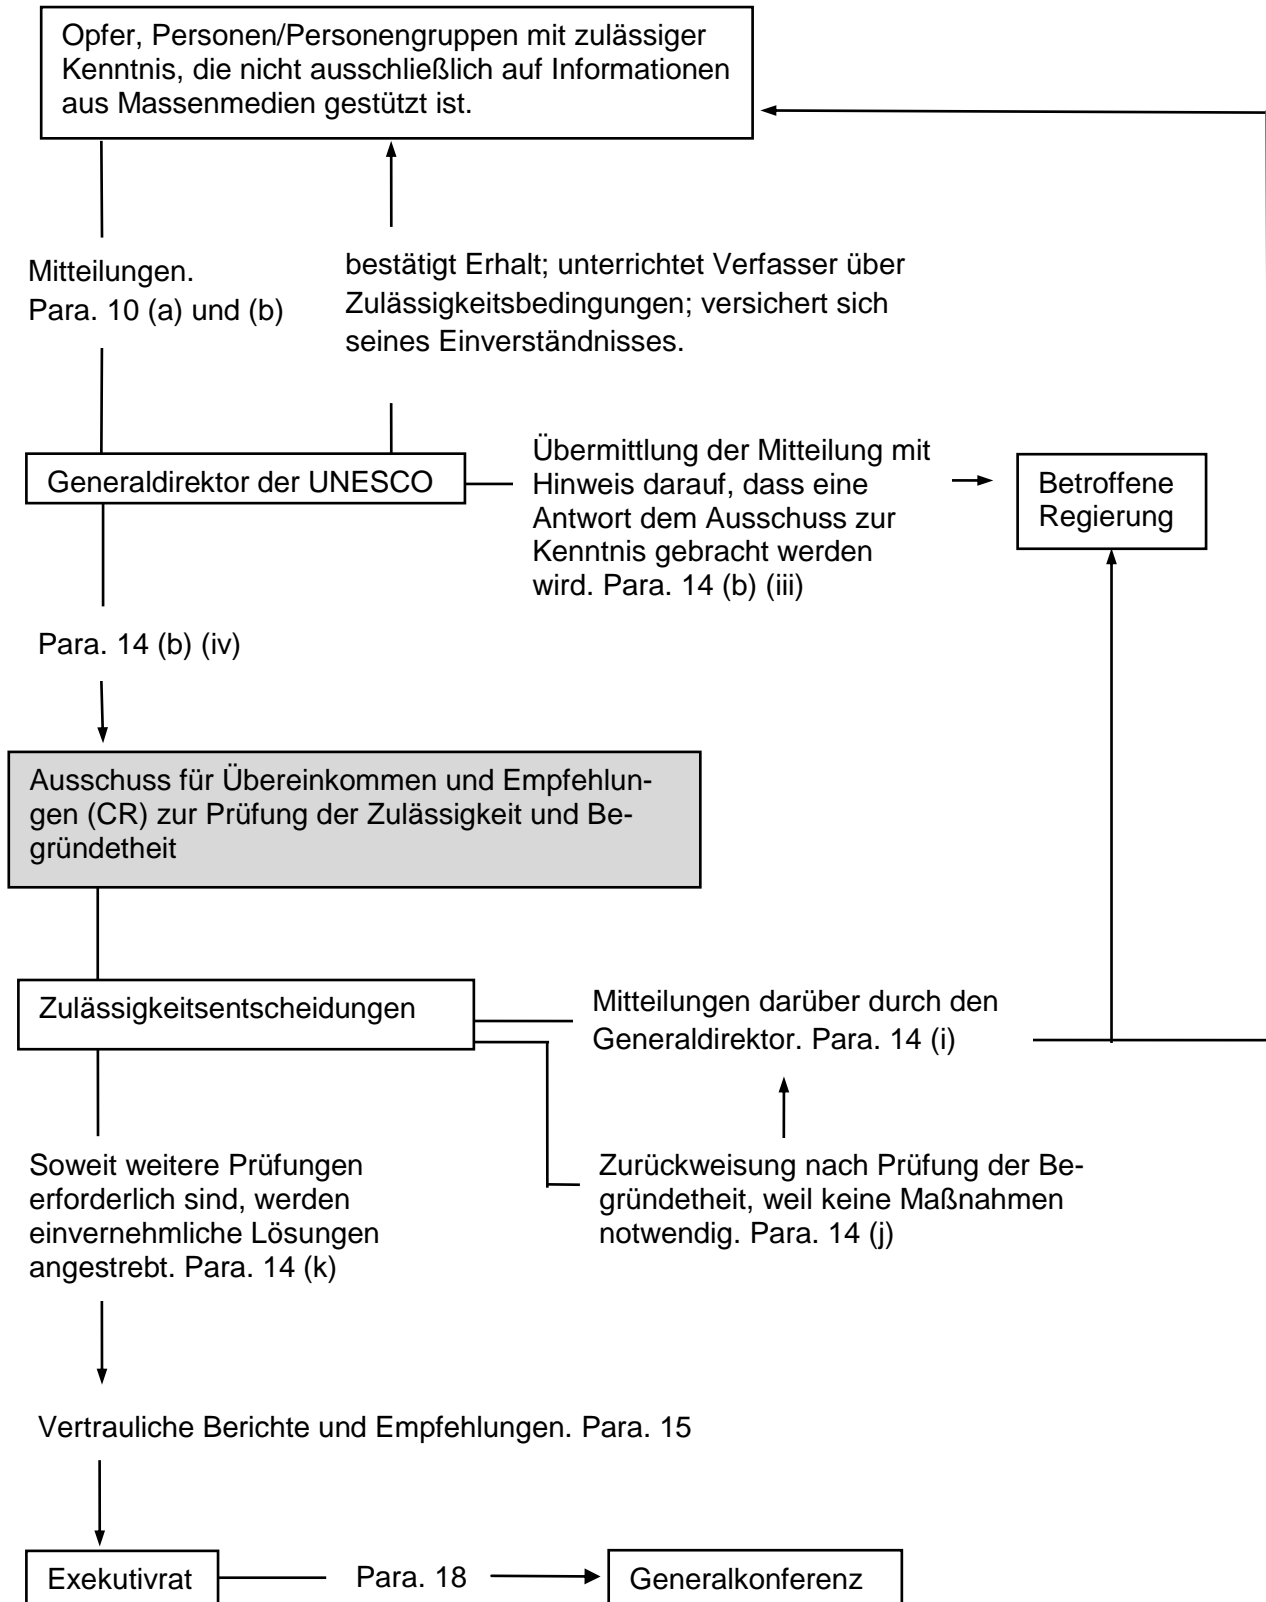 Opfer, Personen/Personengruppen mit zulässiger
Kenntnis, die nicht ausschließlich auf Informationen
aus Massenmedien gestützt ist.
Mitteilungen.
Para. 10 (a) und (b)
bestätigt Erhalt; unterrichtet Verfasser über
Zulässigkeitsbedingungen; versichert sich
seines Einverständnisses.
Generaldirektor der UNESCO
Übermittlung der Mitteilung mit
Hinweis darauf, dass eine
Antwort dem Ausschuss zur
Kenntnis gebracht werden
wird. Para. 14 (b) (iii)
Betroffene
Regierung
Para. 14 (b) (iv)
Ausschuss für Übereinkommen und Empfehlun-
gen (CR) zur Prüfung der Zulässigkeit und Be-
gründetheit
Zulässigkeitsentscheidungen
Mitteilungen darüber durch den
Generaldirektor. Para. 14 (i)
Soweit weitere Prüfungen
erforderlich sind, werden
einvernehmliche Lösungen
angestrebt. Para. 14 (k)
Zurückweisung nach Prüfung der Be-
gründetheit, weil keine Maßnahmen
notwendig. Para. 14 (j)
Vertrauliche Berichte und Empfehlungen. Para. 15
Exekutivrat
Para. 18
Generalkonferenz